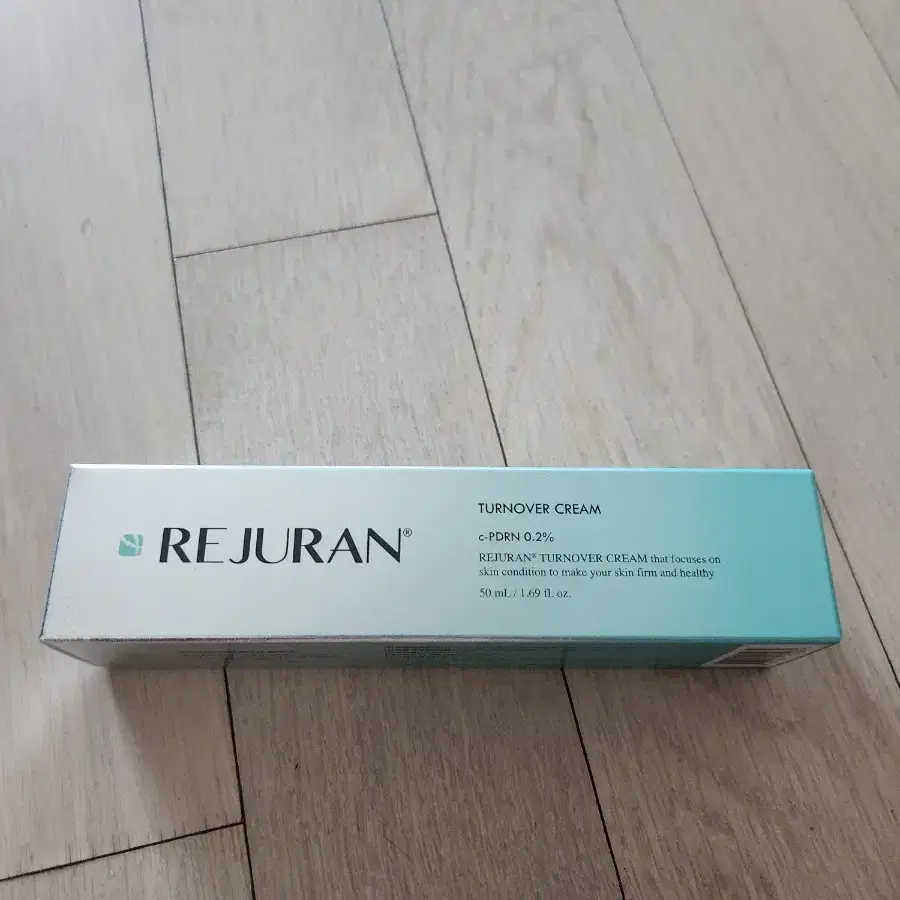 REJURAN®
TURNOVER CREAM
c-PDRN 0.2%
REJURAN® TURNOVER CREAM that focuses on
skin condition to make your skin firm and healthy
50 mL / 1.69 fl. oz.